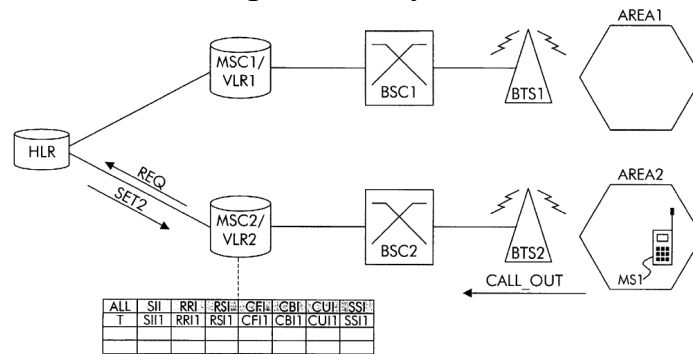 AREA1
MSC1/
VLR1
BSC1
BTS1
HLR
REQ
SET2
AREA2
MSC2/
VLR2
BSC2
BTS2
MS1
CALL_OUT
ALL SII RRI RSI CFI CBI CUI SSI
T SII1 RRI1 RSI1 CFI1 CBI1 CUI1 SSI1